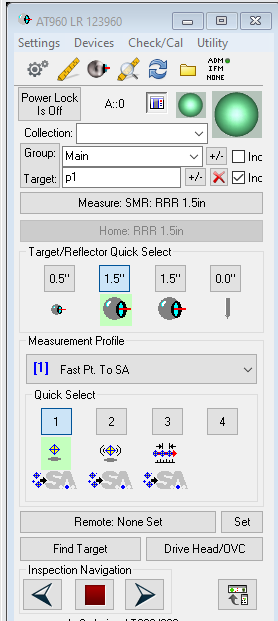 AT960 LR 123960
Settings Devices Check/Cal Utility
ADM
IFM
NONE
Power Lock
Is Off
A::0
Collection:
Group: Main +/- Inc
Target: p1 +/- Inc
Measure: SMR: RRR 1.5in
Home: RRR 1.5in
Target/Reflector Quick Select
0.5" 1.5" 1.5" 0.0"
Measurement Profile
[1] Fast Pt. To SA
Quick Select
1 2 3 4
SA SA SA
Remote: None Set Set
Find Target Drive Head/OVC
Inspection Navigation